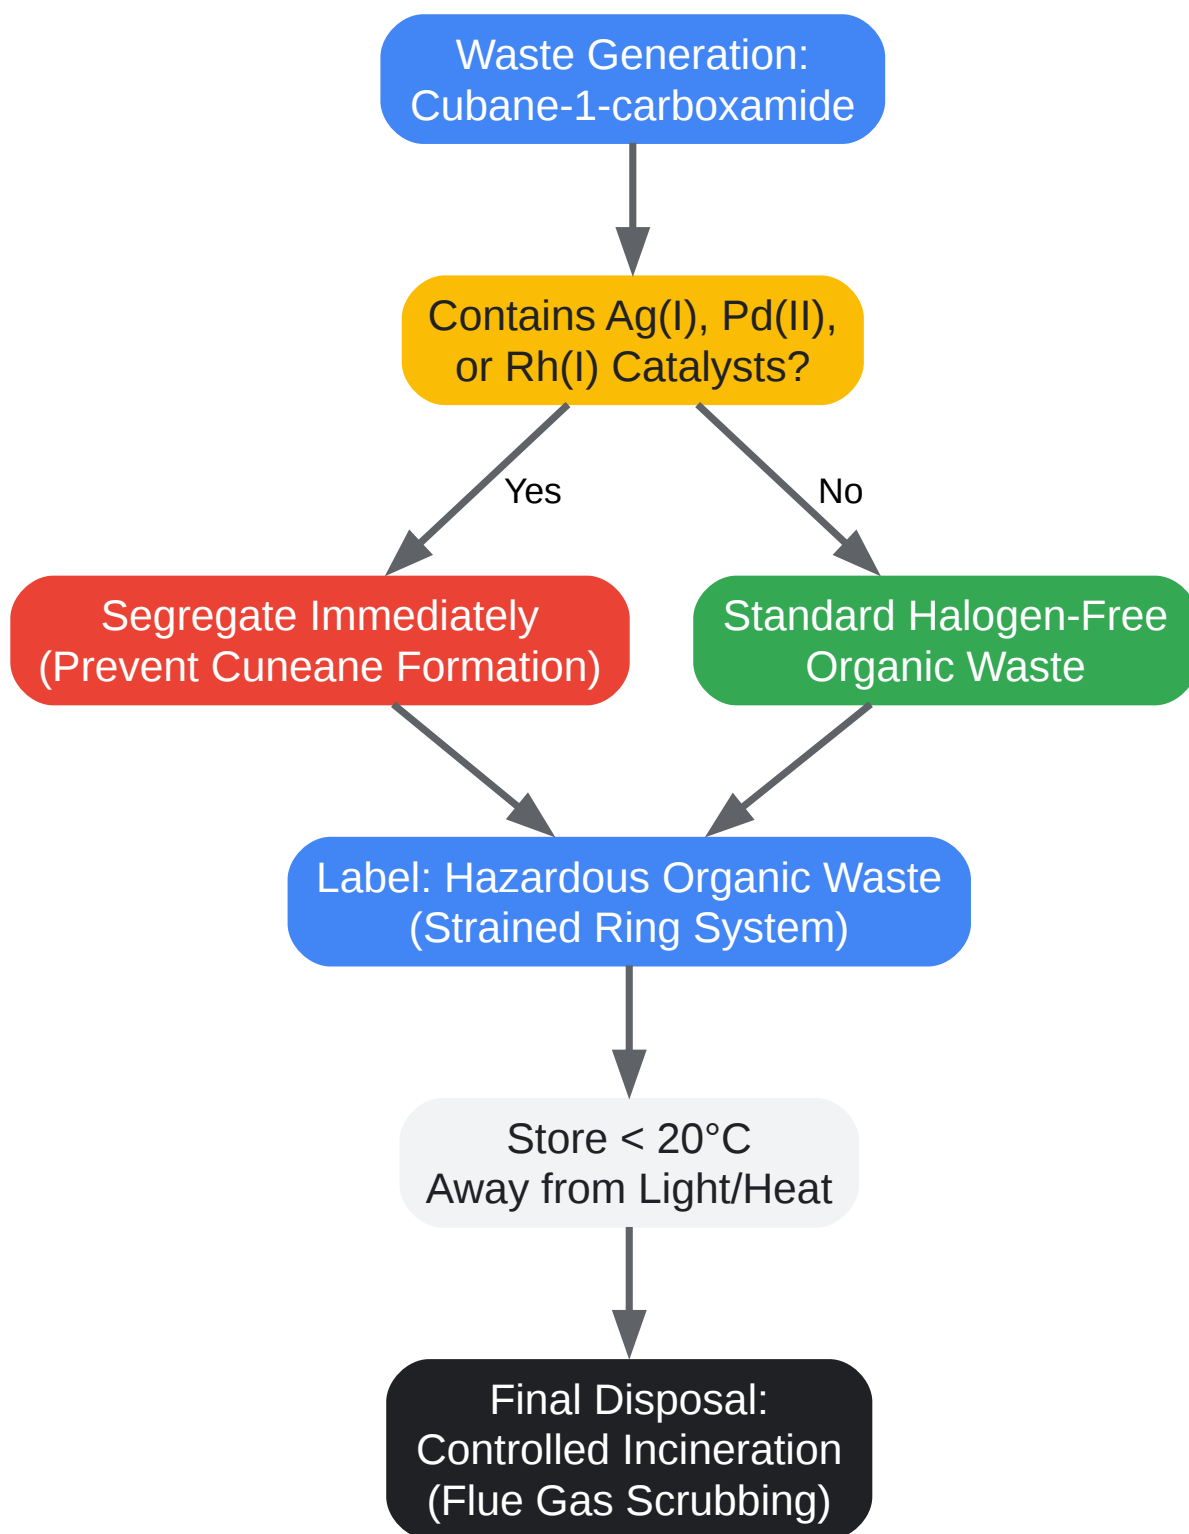 Waste Generation:
Cubane-1-carboxamide
Contains Ag(I), Pd(II),
or Rh(I) Catalysts?
Yes
No
Segregate Immediately
(Prevent Cuneane Formation)
Standard Halogen-Free
Organic Waste
Label: Hazardous Organic Waste
(Strained Ring System)
Store < 20°C
Away from Light/Heat
Final Disposal:
Controlled Incineration
(Flue Gas Scrubbing)